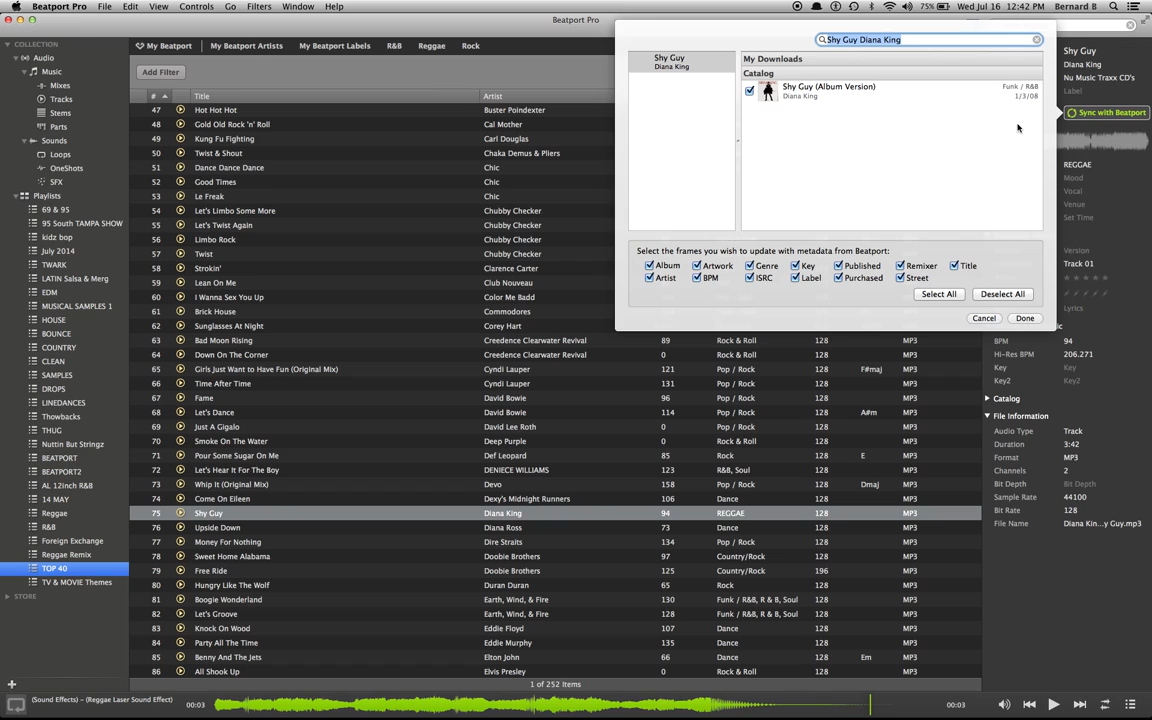 Beatport Pro File Edit View Controls Go Filters Window Help 75% Wed Jul 16 12:42 PM Bernard B
Beatport Pro
COLLECTION
Audio
Music
Mixes
Tracks
Stems
Parts
Sounds
Loops
OneShots
SFX
Playlists
69 & 95
95 South TAMPA SHOW
kidz bop
July 2014
TWARK
LATIN Salsa & Merg
EDM
MUSICAL SAMPLES 1
HOUSE
BOUNCE
COUNTRY
CLEAN
SAMPLES
DROPS
LINEDANCES
Throwbacks
THUG
Nuttin But Stringz
BEATPORT
BEATPORT2
AL 12inch R&B
14 MAY
Reggae
R&B
Foreign Exchange
Reggae Remix
TOP 40
TV & MOVIE Themes
STORE
My Beatport My Beatport Artists My Beatport Labels R&B Reggae Rock
Add Filter
# Title Artist
47 Hot Hot Hot Buster Poindexter
48 Gold Old Rock 'n' Roll Cal Mother
49 Kung Fu Fighting Carl Douglas
50 Twist & Shout Chaka Demus & Pliers
51 Dance Dance Dance Chic
52 Good Times Chic
53 Le Freak Chic
54 Let's Limbo Some More Chubby Checker
55 Let's Twist Again Chubby Checker
56 Limbo Rock Chubby Checker
57 Twist Chubby Checker
58 Strokin' Clarence Carter
59 Lean On Me Club Nouveau
60 I Wanna Sex You Up Color Me Badd
61 Brick House Commodores
62 Sunglasses At Night Corey Hart
63 Bad Moon Rising Creedence Clearwater Revival 89 Rock & Roll 128 MP3
64 Down On The Corner Creedence Clearwater Revival 0 Rock & Roll 128 MP3
65 Girls Just Want to Have Fun (Original Mix) Cyndi Lauper 121 Pop / Rock 128 F#maj MP3
66 Time After Time Cyndi Lauper 131 Pop / Rock 128 MP3
67 Fame David Bowie 96 Pop / Rock 128 MP3
68 Let's Dance David Bowie 114 Pop / Rock 128 A#m MP3
69 Just A Gigalo David Lee Roth 0 Pop / Rock 128 MP3
70 Smoke On The Water Deep Purple 0 Rock & Roll 128 MP3
71 Pour Some Sugar On Me Def Leopard 85 Rock 128 E MP3
72 Let's Hear It For The Boy DENIECE WILLIAMS 123 R&B, Soul 128 MP3
73 Whip It (Original Mix) Devo 158 Pop / Rock 128 Dmaj MP3
74 Come On Eileen Dexy's Midnight Runners 106 Dance 128 MP3
75 Shy Guy Diana King 94 REGGAE 128 MP3
76 Upside Down Diana Ross 73 Dance 128 MP3
77 Money For Nothing Dire Straits 134 Pop / Rock 128 MP3
78 Sweet Home Alabama Doobie Brothers 97 Country/Rock 128 MP3
79 Free Ride Doobie Brothers 125 Country/Rock 196 MP3
80 Hungry Like The Wolf Duran Duran 65 Rock 128 MP3
81 Boogie Wonderland Earth, Wind, & Fire 130 Funk / R&B, R & B, Soul 128 MP3
82 Let's Groove Earth, Wind, & Fire 128 Funk / R&B, R & B, Soul 128 MP3
83 Knock On Wood Eddie Floyd 107 Dance 128 MP3
84 Party All The Time Eddie Murphy 135 Dance 128 MP3
85 Benny And The Jets Elton John 66 Dance 128 Em MP3
86 All Shook Up Elvis Presley 0 Rock & Roll 128 MP3
1 of 252 Items
Shy Guy Diana King
Shy Guy
Diana King
My Downloads
Catalog
Shy Guy (Album Version) Funk / R&B
Diana King 1/3/08
Select the frames you wish to update with metadata from Beatport:
Album Artwork Genre Key Published Remixer Title
Artist BPM ISRC Label Purchased Street
Select All Deselect All
Cancel Done
Shy Guy
Diana King
Nu Music Traxx CD's
Label
Sync with Beatport
REGGAE
Mood
Vocal
Venue
Set Time
Version
Track 01
Lyrics
BPM 94
Hi-Res BPM 206.271
Key Key
Key2 Key2
Catalog
File Information
Audio Type Track
Duration 3:42
Format MP3
Channels 2
Bit Depth Bit Depth
Sample Rate 44100
Bit Rate 128
File Name Diana Kin...y Guy.mp3
(Sound Effects) - (Reggae Laser Sound Effect) 00:03 00:03